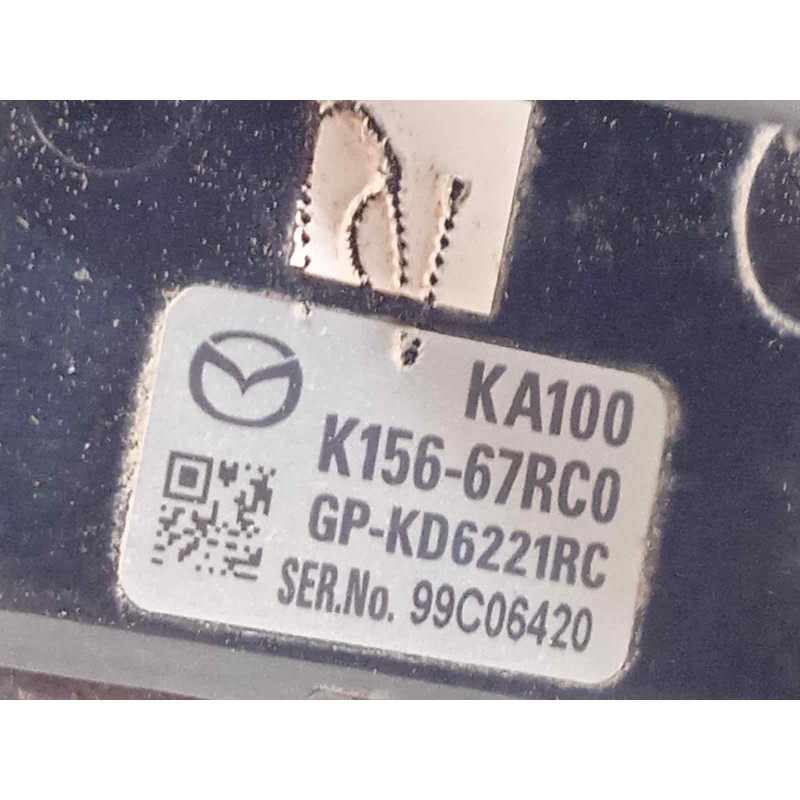 KA100
K156-67RC0
GP-KD6221RC
SER.No. 99C06420